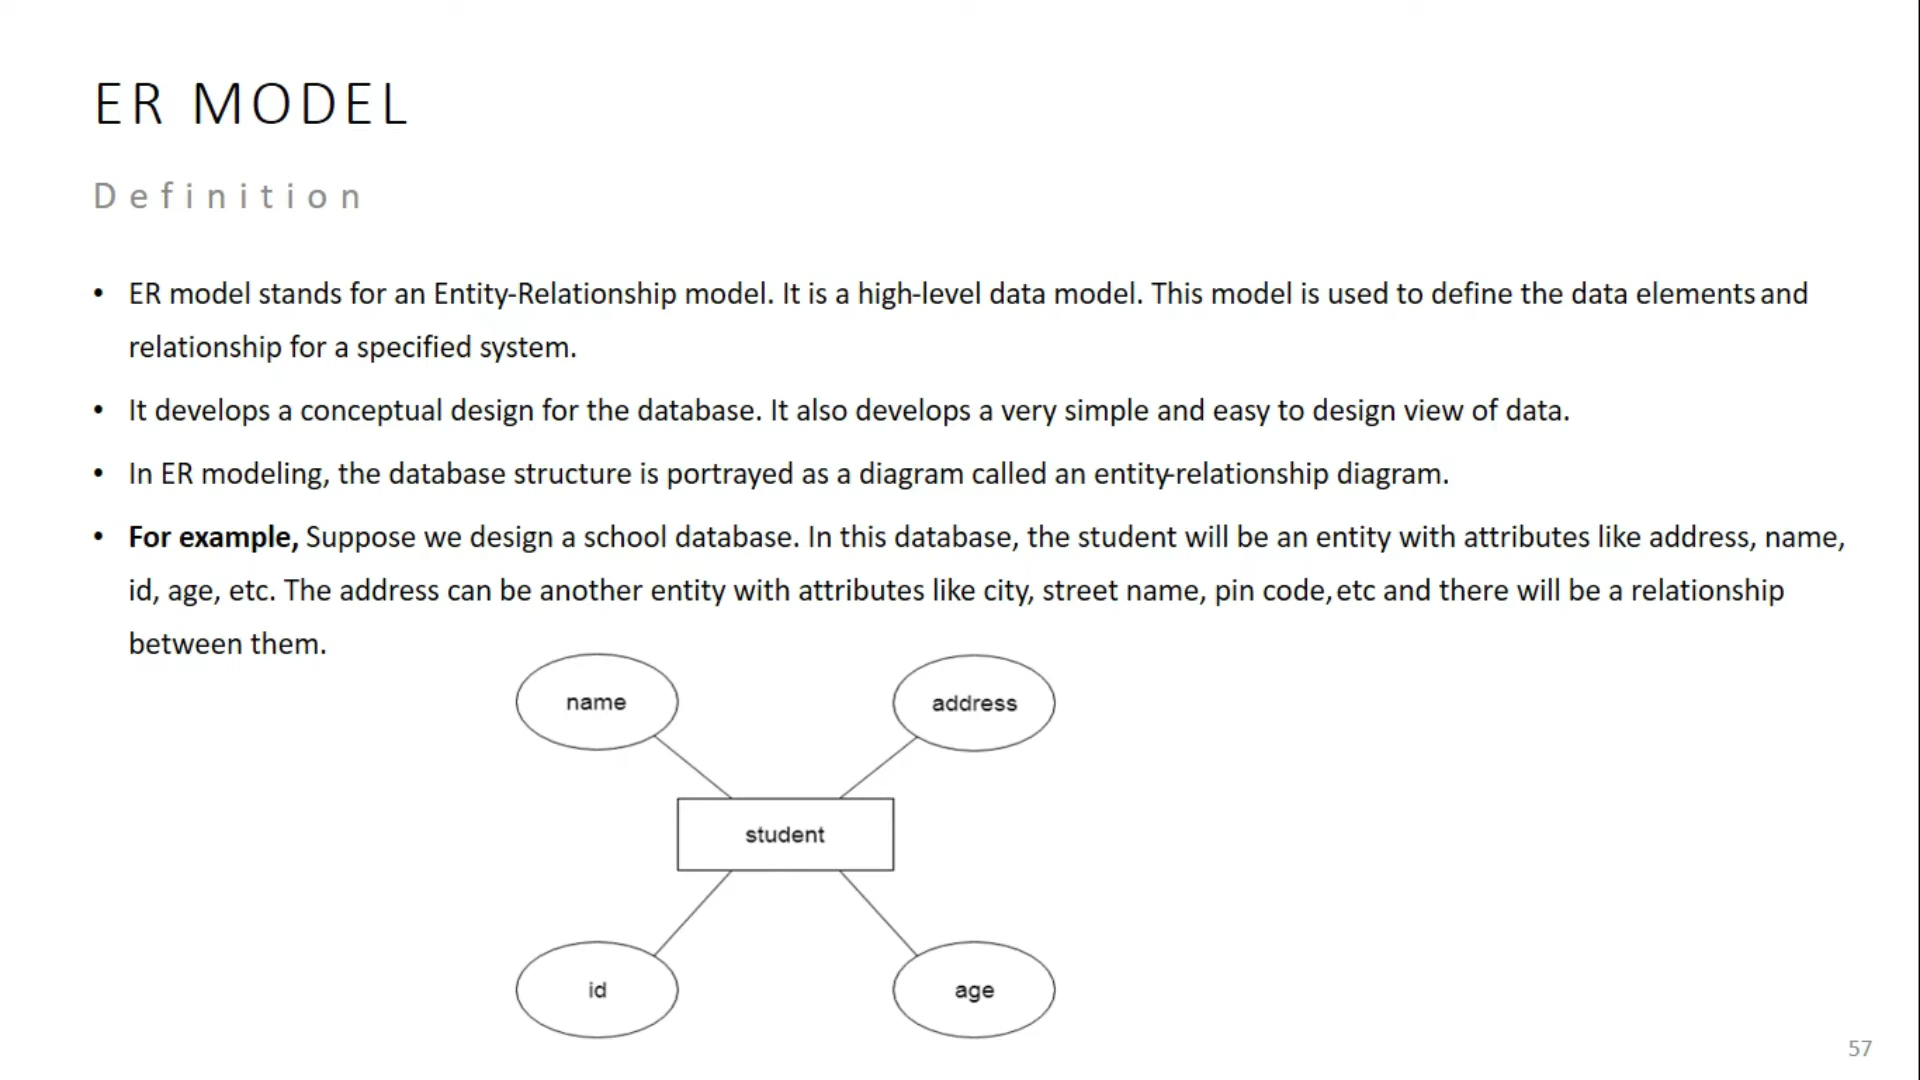 ER MODEL
Definition
• ER model stands for an Entity-Relationship model. It is a high-level data model. This model is used to define the data elements and
relationship for a specified system.
• It develops a conceptual design for the database. It also develops a very simple and easy to design view of data.
• In ER modeling, the database structure is portrayed as a diagram called an entity-relationship diagram.
• For example, Suppose we design a school database. In this database, the student will be an entity with attributes like address, name,
id, age, etc. The address can be another entity with attributes like city, street name, pin code, etc and there will be a relationship
between them.
name
address
student
id
age
57